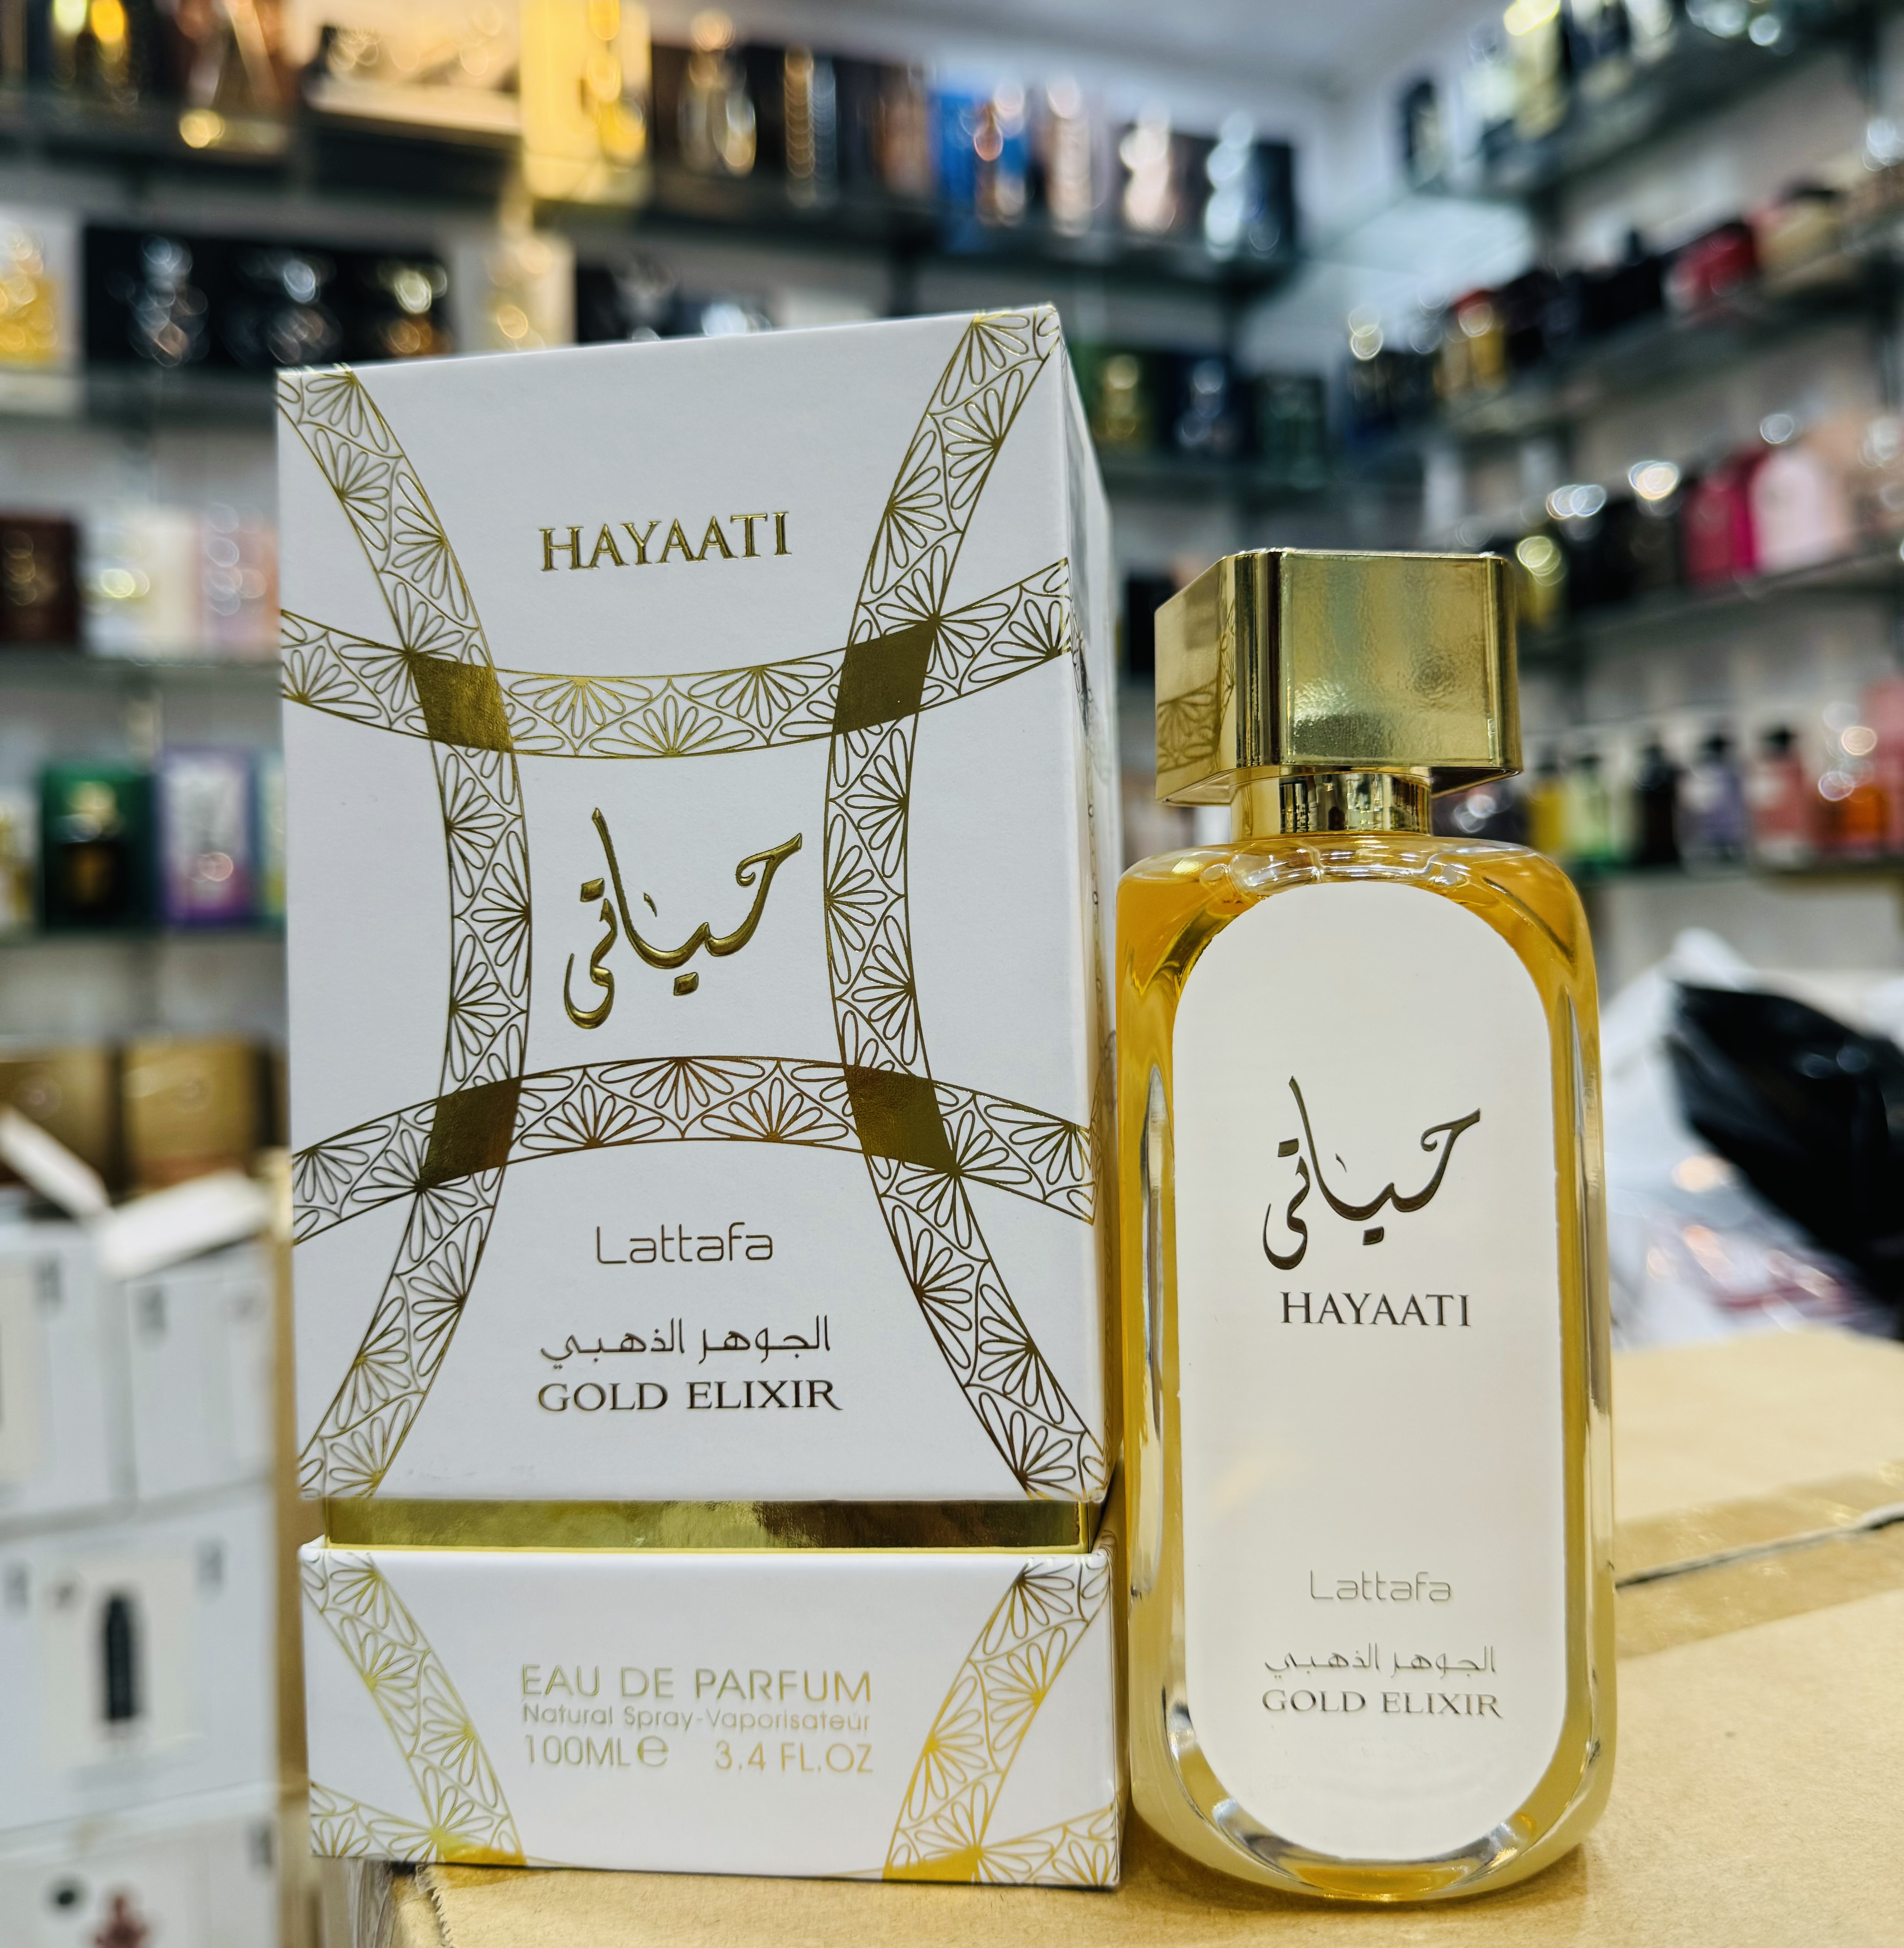 HAYAATI
حياتي
Lattafa
الجوهر الذهبي
GOLD ELIXIR
EAU DE PARFUM
Natural Spray-Vaporisateur
100ML℮ 3.4 FL.OZ
حياتي
HAYAATI
Lattafa
الجوهر الذهبي
GOLD ELIXIR